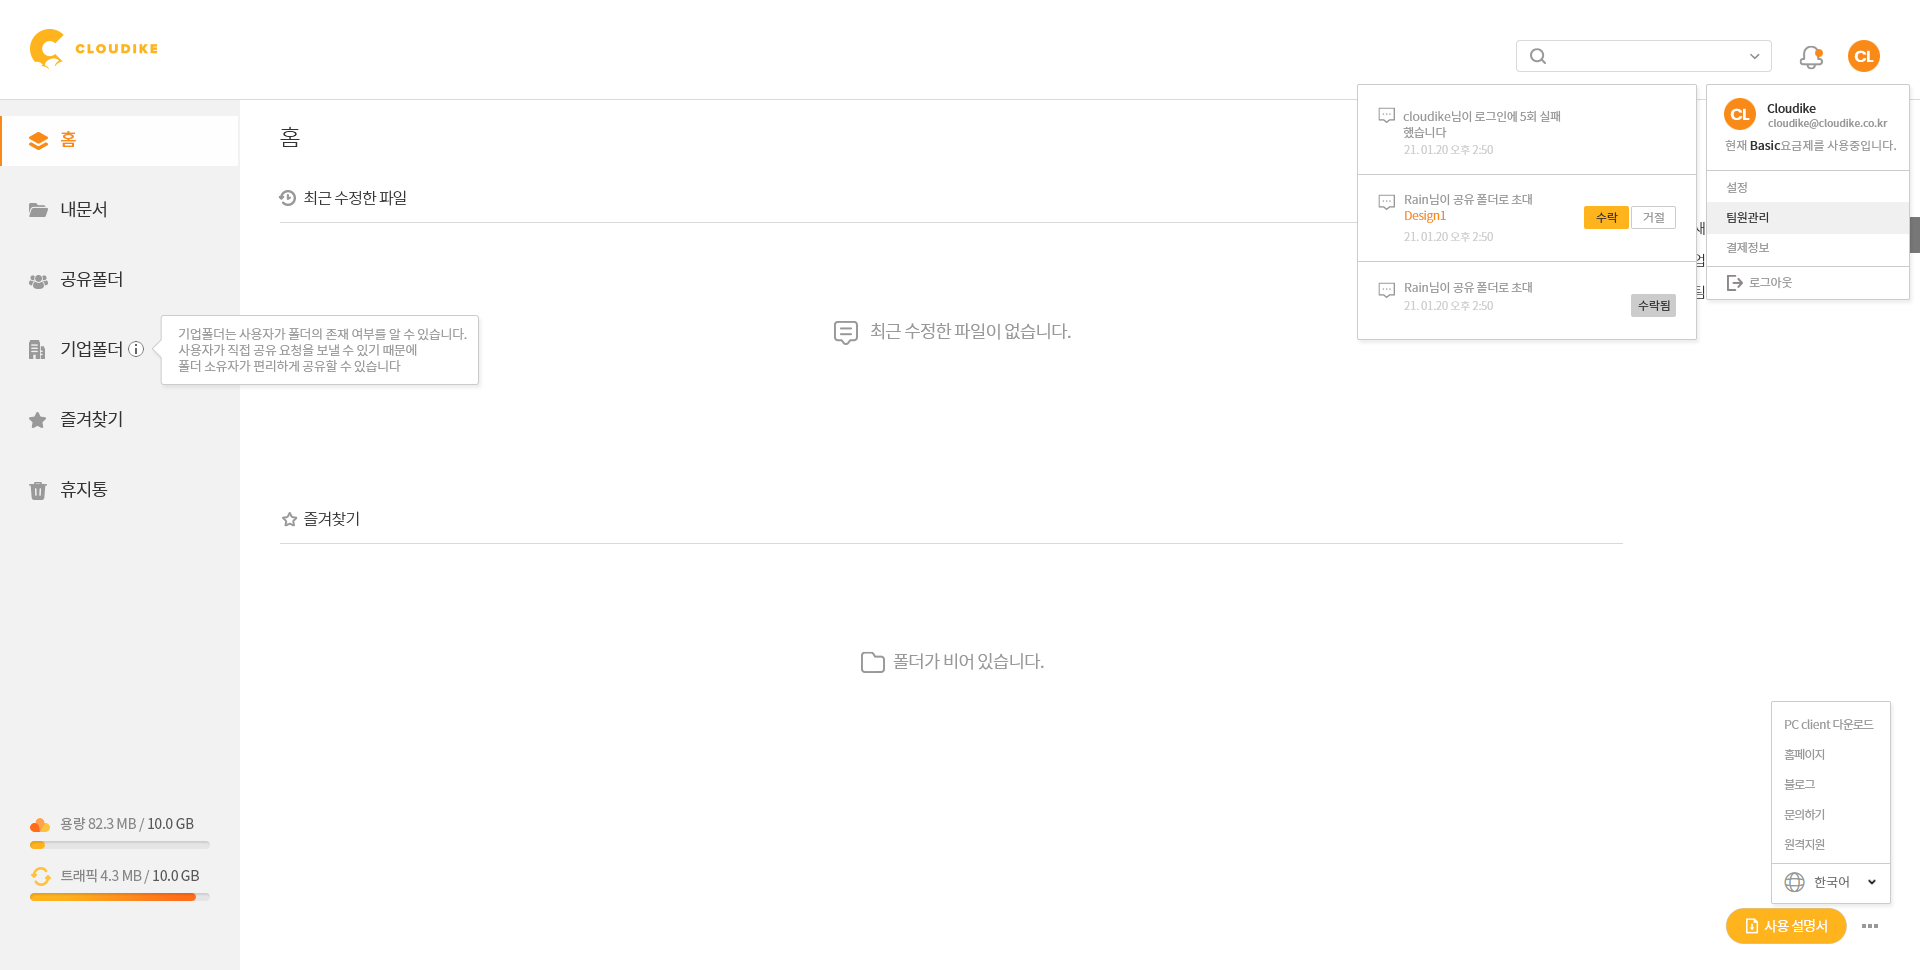 CLOUDIKE
CL
홈
내문서
공유폴더
기업폴더
기업폴더는 사용자가 폴더의 존재 여부를 알 수 있습니다.
사용자가 직접 공유 요청을 보낼 수 있기 때문에
폴더 소유자가 편리하게 공유할 수 있습니다
즐겨찾기
휴지통
용량 82.3 MB / 10.0 GB
트래픽 4.3 MB / 10.0 GB
홈
최근 수정한 파일
최근 수정한 파일이 없습니다.
즐겨찾기
폴더가 비어 있습니다.
cloudike님이 로그인에 5회 실패
했습니다
21. 01.20 오후 2:50
Rain님이 공유 폴더로 초대
Design1
21. 01.20 오후 2:50
수락
거절
Rain님이 공유 폴더로 초대
21. 01.20 오후 2:50
수락됨
CL
Cloudike
cloudike@cloudike.co.kr
현재 Basic요금제를 사용중입니다.
설정
팀원관리
결제정보
로그아웃
PC client 다운로드
홈페이지
블로그
문의하기
원격지원
한국어
사용 설명서